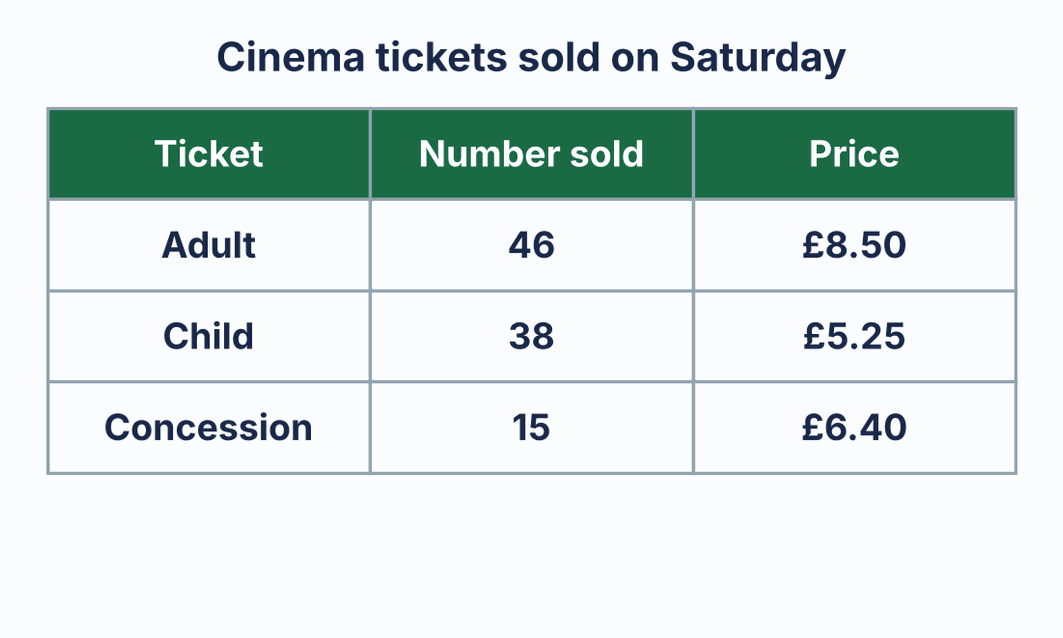 Cinema tickets sold on Saturday
Ticket Number sold Price
Adult 46 £8.50
Child 38 £5.25
Concession 15 £6.40